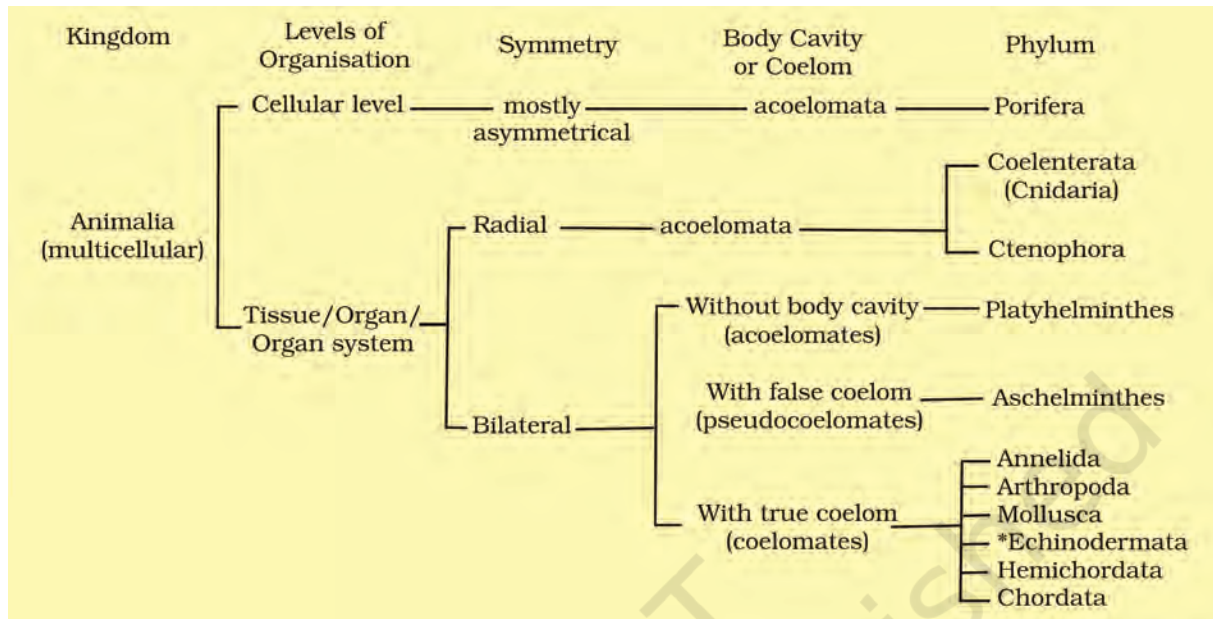 Kingdom
Levels of
Organisation
Symmetry
Body Cavity
or Coelom
Phylum
Cellular level
mostly
asymmetrical
acoelomata
Porifera
Animalia
(multicellular)
Tissue/Organ/
Organ system
Radial
acoelomata
Coelenterata
(Cnidaria)
Ctenophora
Bilateral
Without body cavity
(acoelomates)
Platyhelminthes
With false coelom
(pseudocoelomates)
Aschelminthes
With true coelom
(coelomates)
Annelida
Arthropoda
Mollusca
*Echinodermata
Hemichordata
Chordata